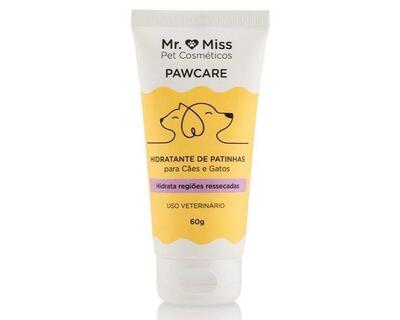 Mr. & Miss
Pet Cosméticos
PAWCARE
HIDRATANTE DE PATINHAS
para Cães e Gatos
Hidrata regiões ressecadas
USO VETERINÁRIO
60g